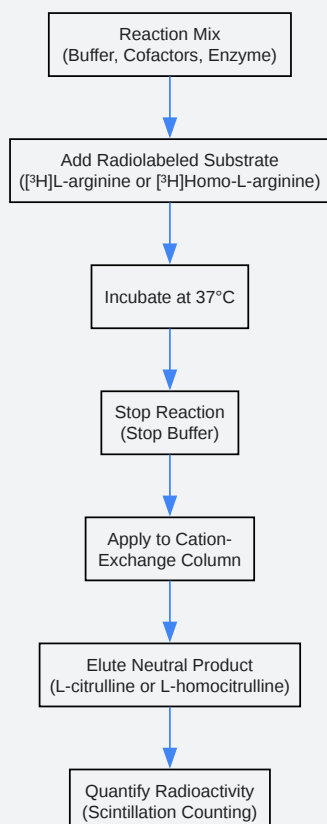 Reaction Mix
(Buffer, Cofactors, Enzyme)
Add Radiolabeled Substrate
([³H]L-arginine or [³H]Homo-L-arginine)
Incubate at 37°C
Stop Reaction
(Stop Buffer)
Apply to Cation-
Exchange Column
Elute Neutral Product
(L-citrulline or L-homocitrulline)
Quantify Radioactivity
(Scintillation Counting)